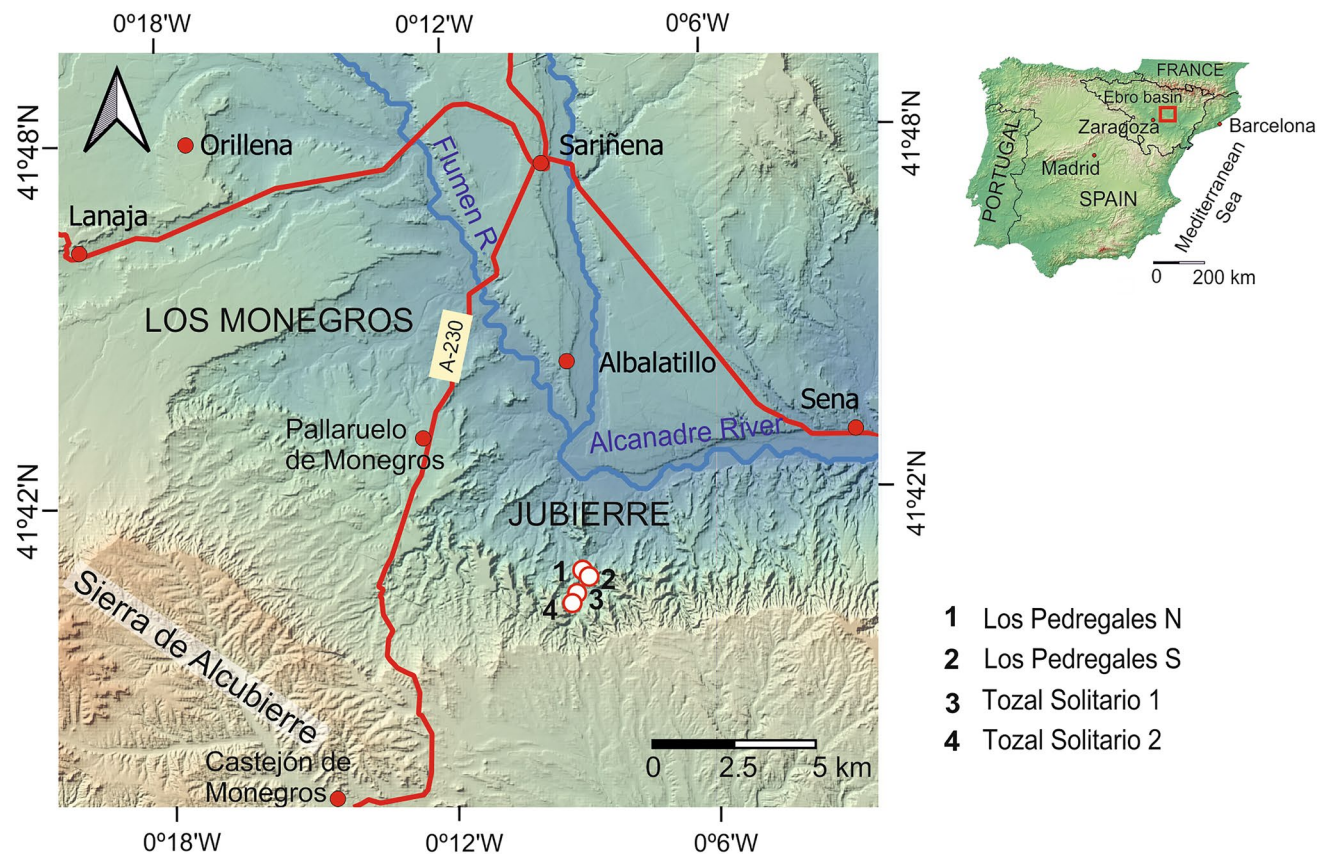 0º18'W
0º12'W
0º6'W
41º48'N
41º48'N
Orillena
Sariñena
Lanaja
Flumen R
LOS MONEGROS
A-230
Albalatillo
Sena
Pallaruelo
de Monegros
Alcanadre River
41º42'N
41º42'N
JUBIERRE
1
2
3
4
Sierra de Alcubierre
Castejón de
Monegros
0 2.5 5 km
0º18'W
0º12'W
0º6'W
FRANCE
Ebro basin
Zaragoza
Barcelona
PORTUGAL
Madrid
SPAIN
Mediterranean
Sea
0 200 km
1 Los Pedregales N
2 Los Pedregales S
3 Tozal Solitario 1
4 Tozal Solitario 2